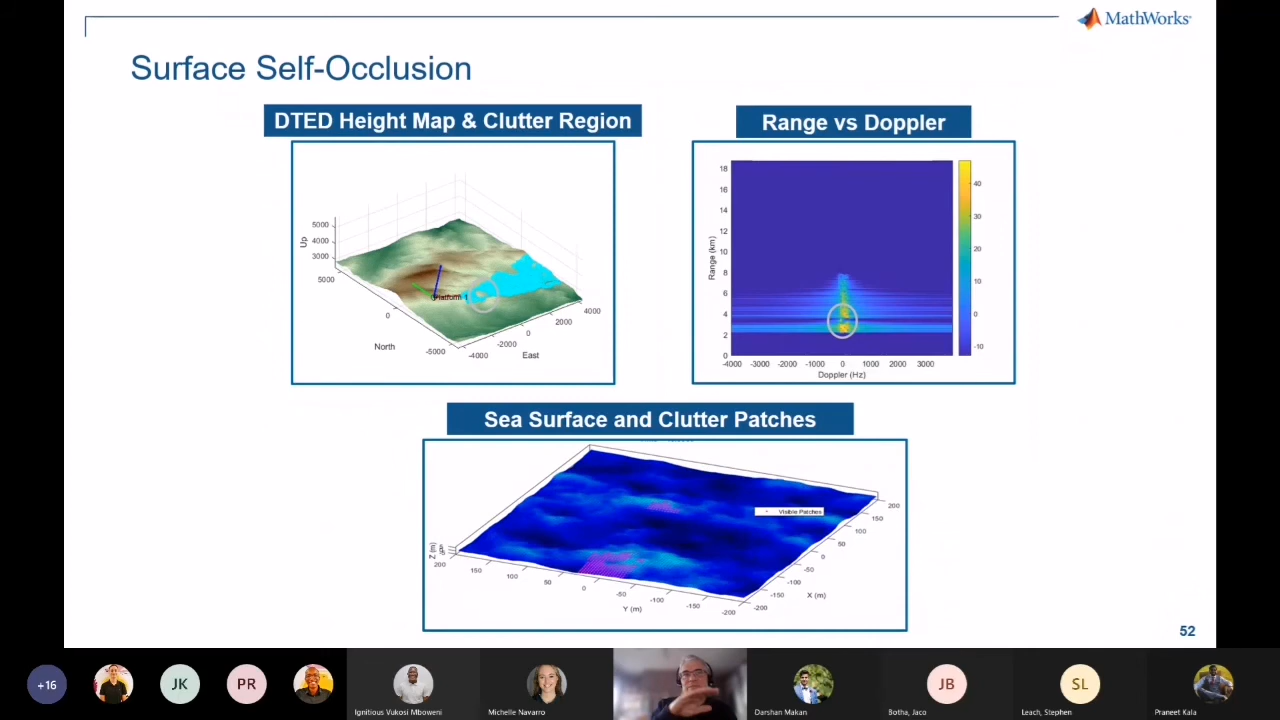 MathWorks
Surface Self-Occlusion
DTED Height Map & Clutter Region
Up
5000
4000
3000
5000
0
-5000
North
Platform 1
-4000
-2000
0
2000
4000
East
Range vs Doppler
Range (km)
18
16
14
12
10
8
6
4
2
0
-4000 -3000 -2000 -1000 0 1000 2000 3000
Doppler (Hz)
40
30
20
10
0
-10
Sea Surface and Clutter Patches
Z (m)
Visible Patches
200
150
100
50
0
-50
-100
-150
-200
Y (m)
200
150
100
50
0
-50
-100
-150
-200
X (m)
52
+16
JK
PR
Ignitious Vukosi Mboweni
Michelle Navarro
Darshan Makan
JB
Botha, Jaco
SL
Leach, Stephen
Praneet Kala